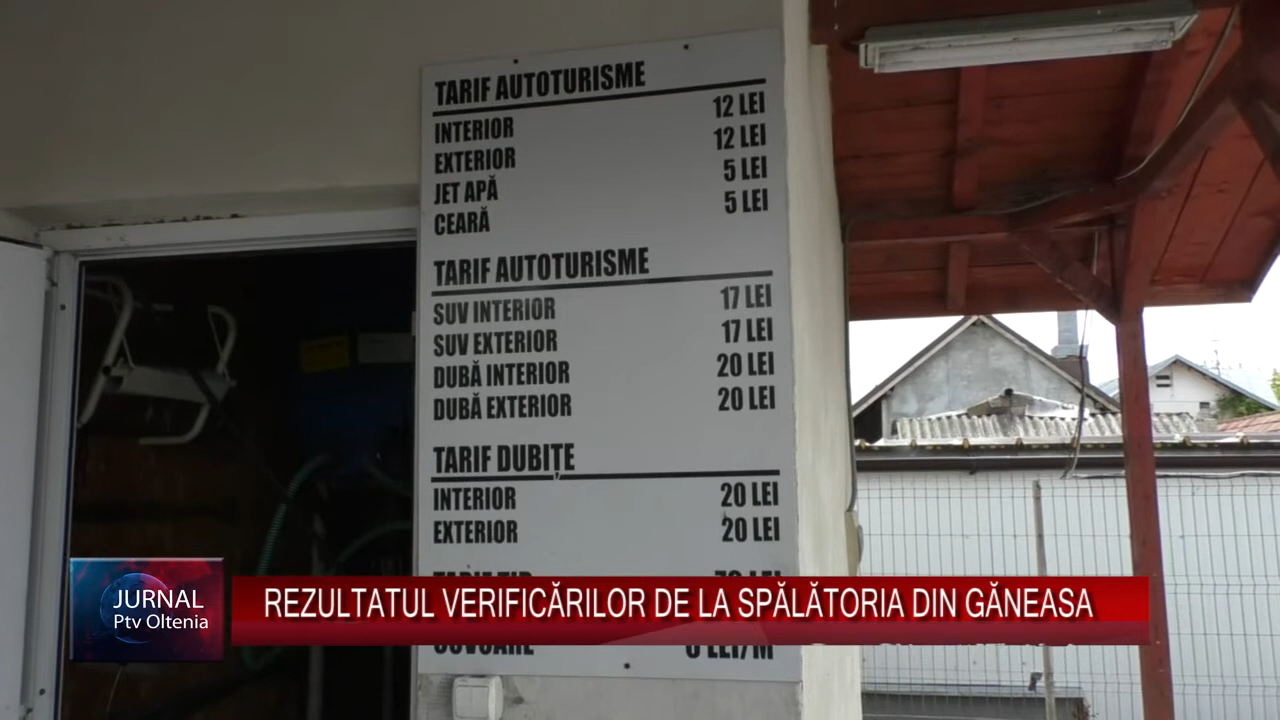 TARIF AUTOTURISME
INTERIOR 12 LEI
EXTERIOR 12 LEI
JET APĂ 5 LEI
CEARĂ 5 LEI
TARIF AUTOTURISME
SUV INTERIOR 17 LEI
SUV EXTERIOR 17 LEI
DUBĂ INTERIOR 20 LEI
DUBĂ EXTERIOR 20 LEI
TARIF DUBIȚE
INTERIOR 20 LEI
EXTERIOR 20 LEI
JURNAL
Ptv Oltenia
REZULTATUL VERIFICĂRILOR DE LA SPĂLĂTORIA DIN GĂNEASA